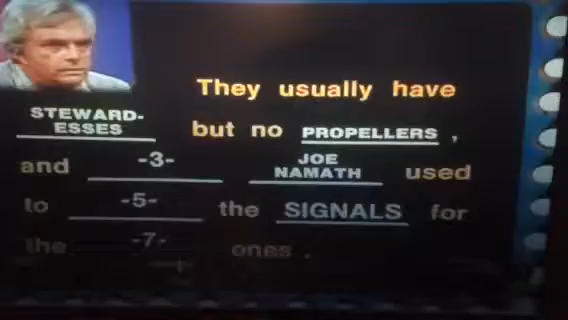 They usually have
STEWARD-
ESSES but no PROPELLERS ,
and -3- JOE
NAMATH used
to -5- the SIGNALS for
the -7- ones .